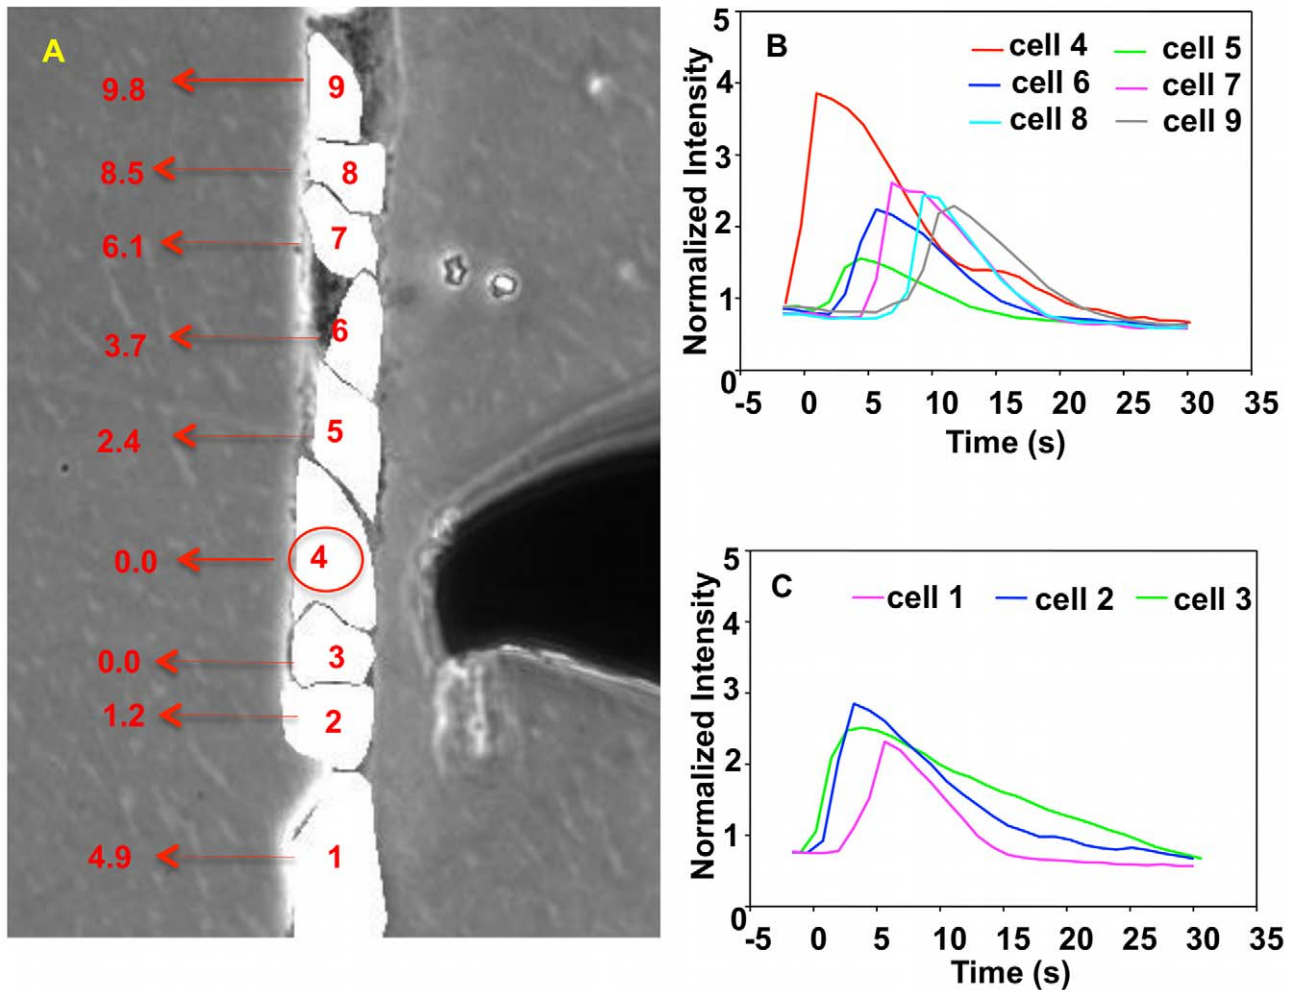 A
9.8 9
8.5 8
6.1 7
3.7 6
2.4 5
0.0 4
0.0 3
1.2 2
4.9 1
B
cell 4 cell 5
cell 6 cell 7
cell 8 cell 9
Normalized Intensity
5
4
3
2
1
0
-5 0 5 10 15 20 25 30 35
Time (s)
C
cell 1 cell 2 cell 3
Normalized Intensity
5
4
3
2
1
0
-5 0 5 10 15 20 25 30 35
Time (s)